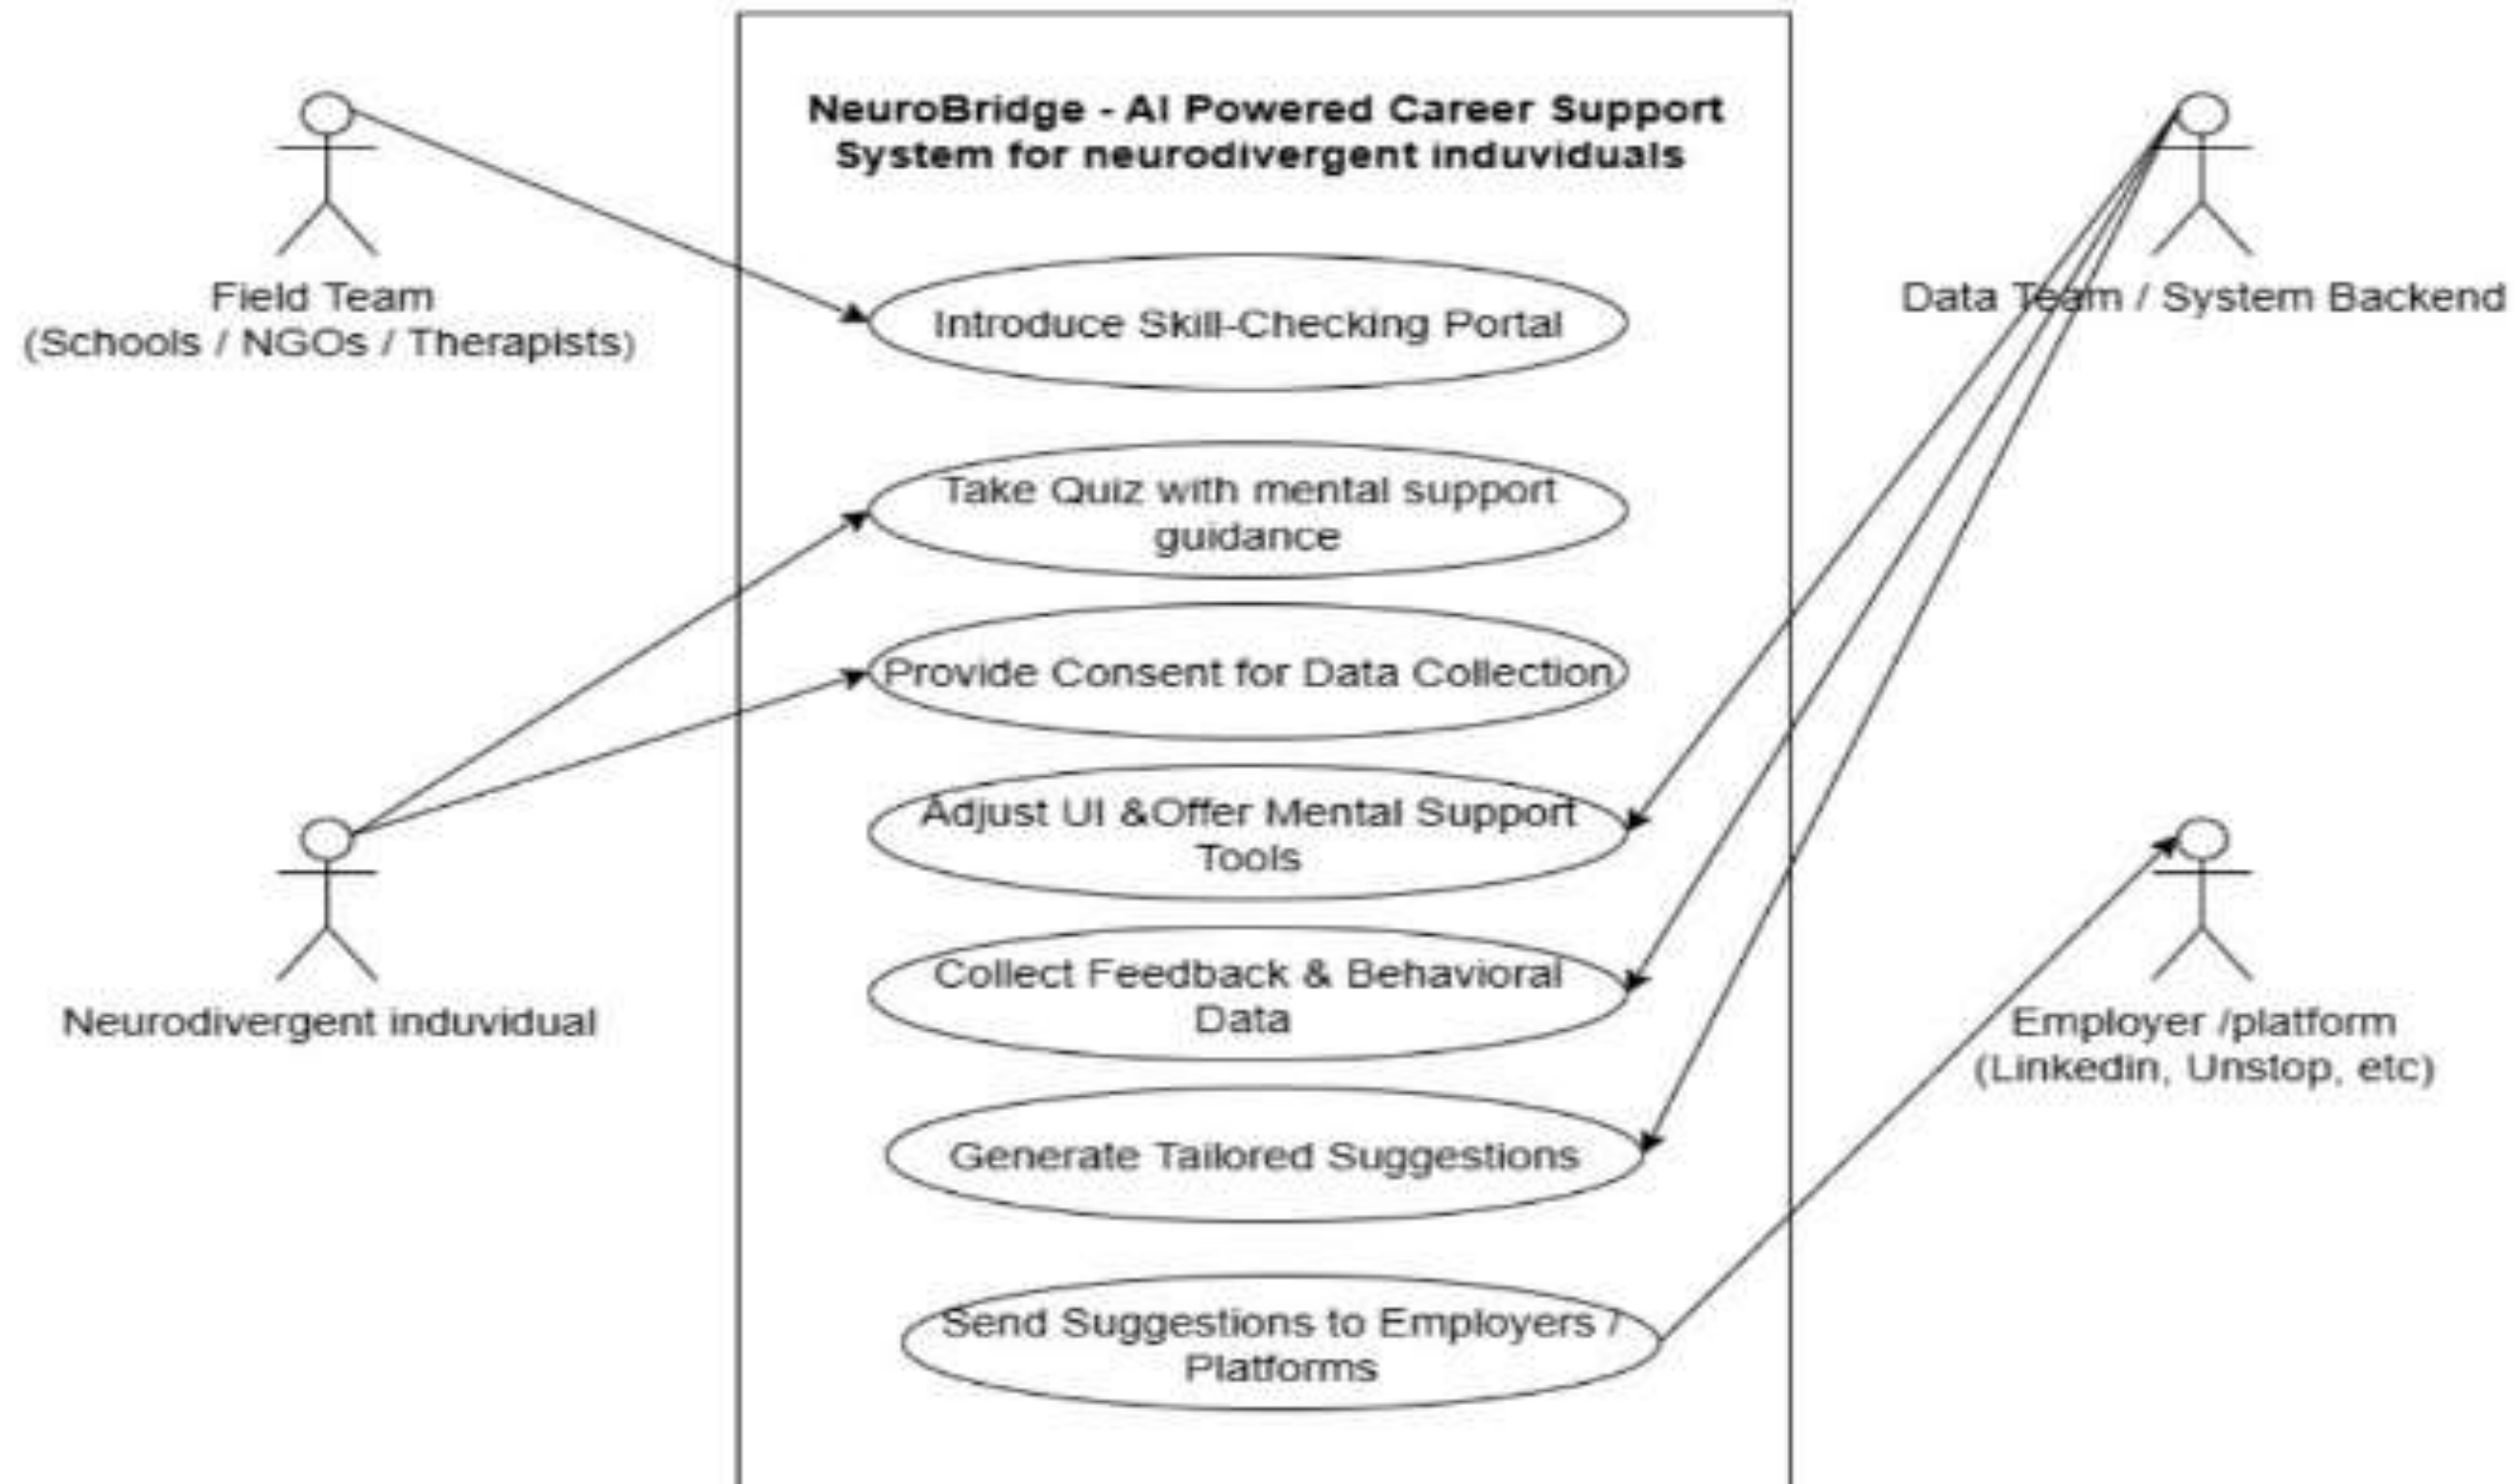 NeuroBridge - AI Powered Career Support
System for neurodivergent induviduals
Field Team
(Schools / NGOs / Therapists)
Data Team / System Backend
Introduce Skill-Checking Portal
Take Quiz with mental support
guidance
Provide Consent for Data Collection
Adjust UI &Offer Mental Support
Tools
Collect Feedback & Behavioral
Data
Neurodivergent induvidual
Employer /platform
(Linkedin, Unstop, etc)
Generate Tailored Suggestions
Send Suggestions to Employers /
Platforms